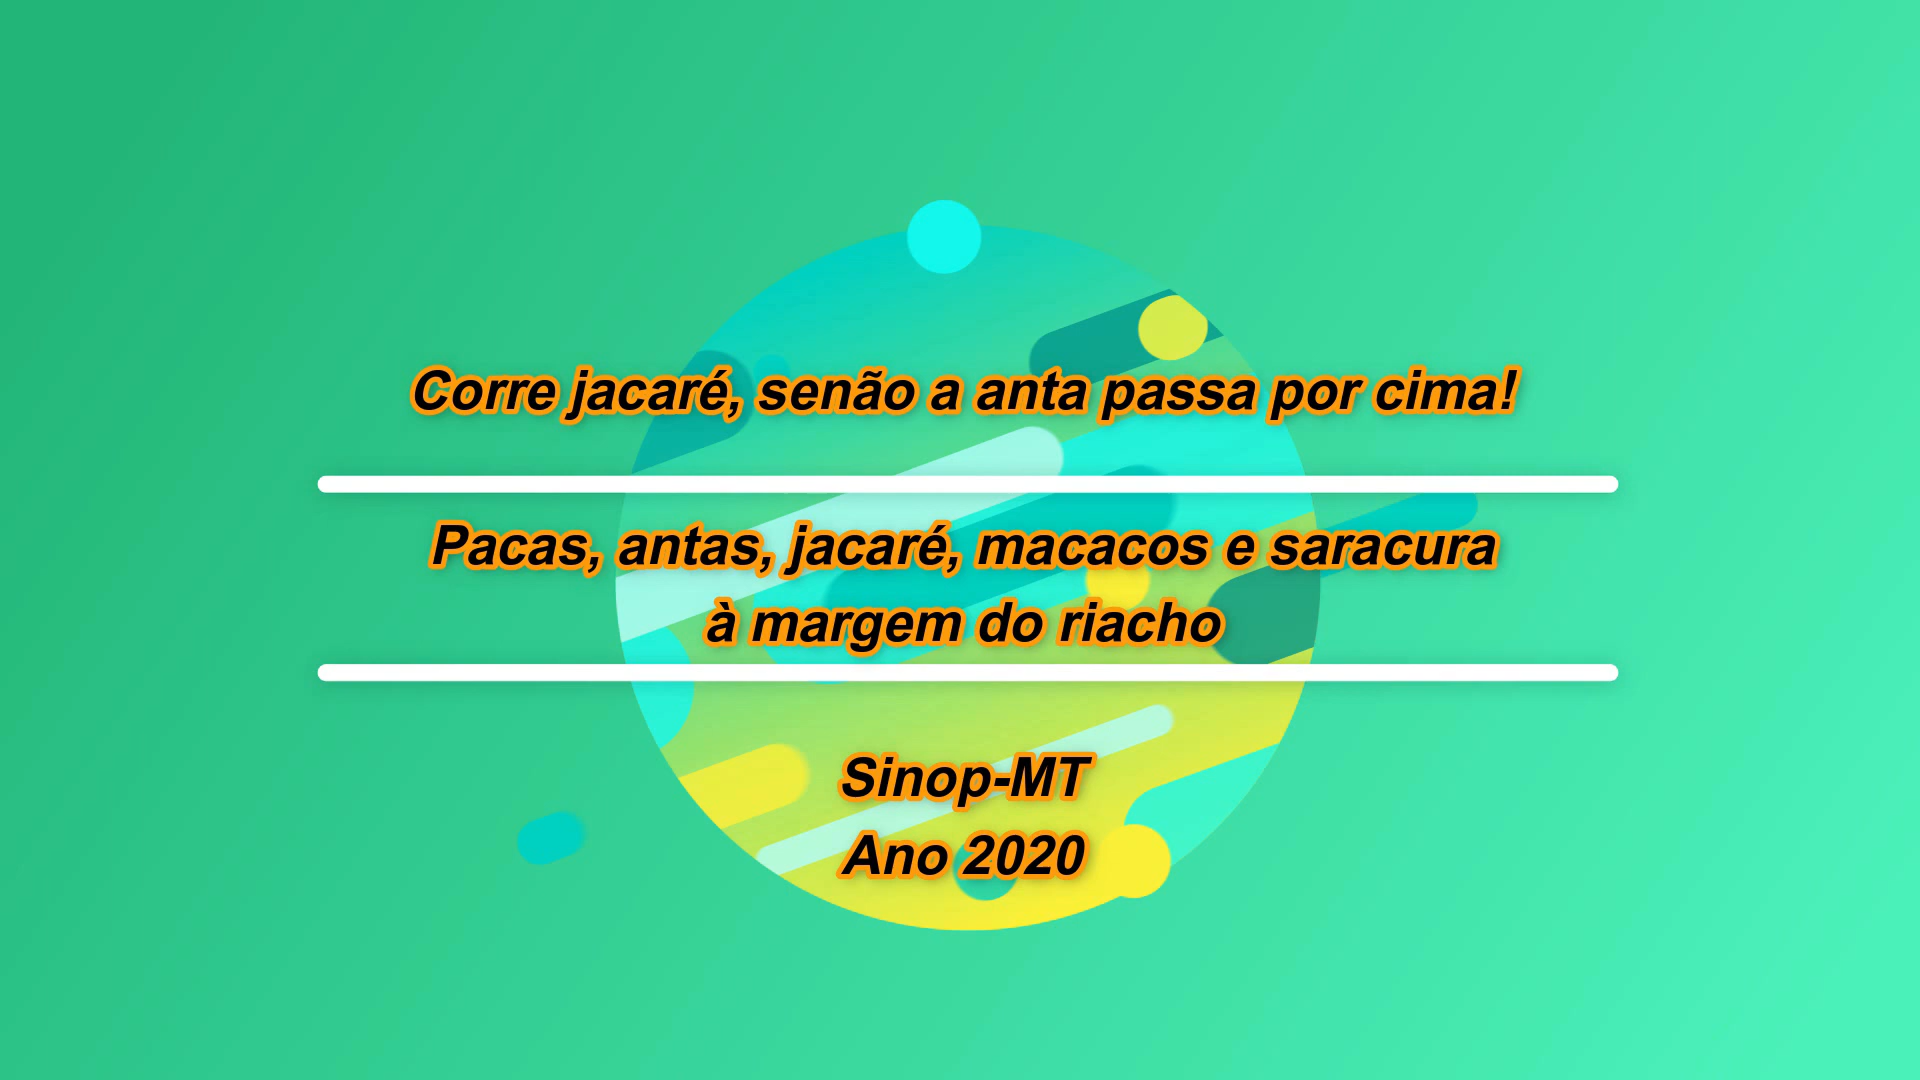 Corre jacaré, senão a anta passa por cima!
Pacas, antas, jacaré, macacos e saracura
à margem do riacho
Sinop-MT
Ano 2020